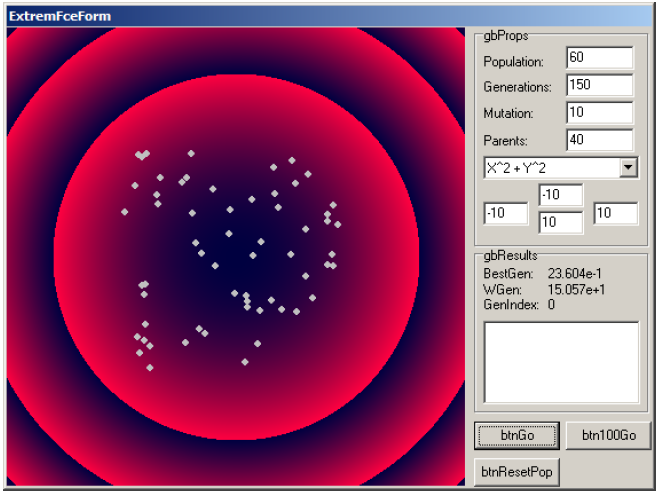 ExtremFceForm
gbProps
Population: 60
Generations: 150
Mutation: 10
Parents: 40
X^2 + Y^2
-10
-10 10
10
gbResults
BestGen: 23.604e-1
WGen: 15.057e+1
GenIndex: 0
btnGo btn100Go
btnResetPop